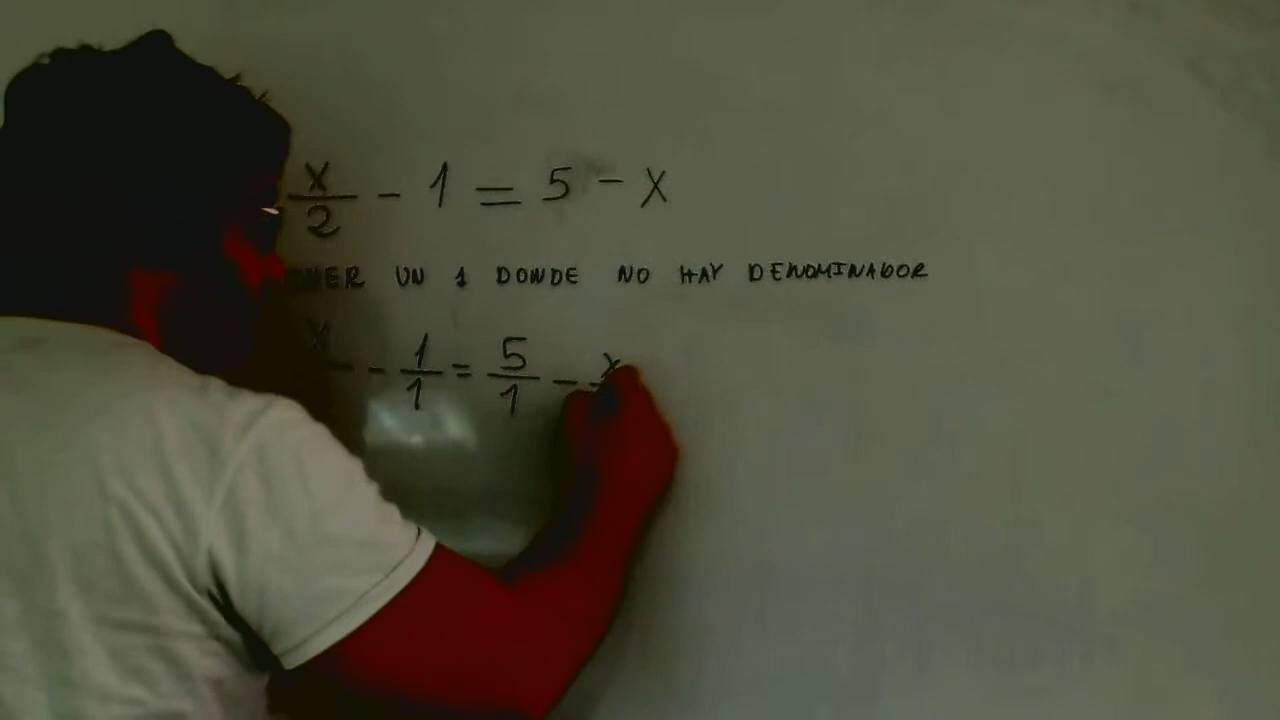 x/2 - 1 = 5 - x
UN 1 DONDE NO HAY DENOMINADOR
x - 1/1 = 5/1 - x